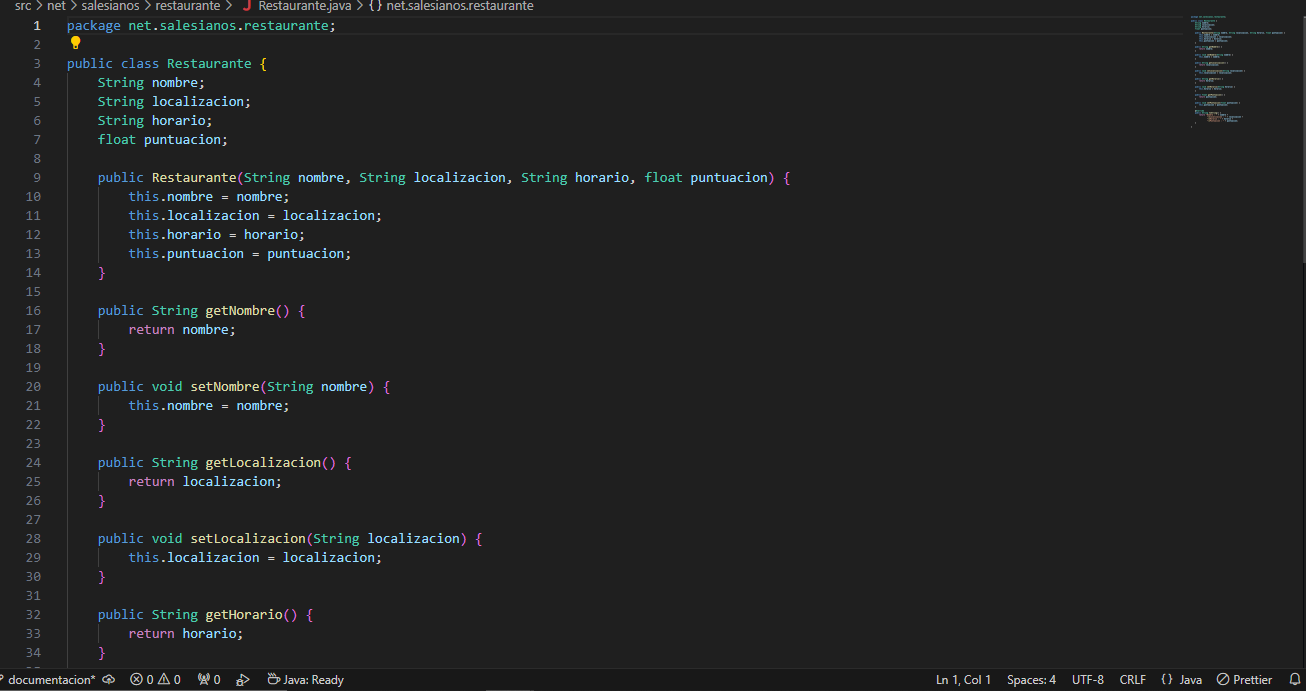 src > net > salesianos > restaurante > J Restaurante.java > {} net.salesianos.restaurante
1 package net.salesianos.restaurante;
2
3 public class Restaurante {
4     String nombre;
5     String localizacion;
6     String horario;
7     float puntuacion;
8
9     public Restaurante(String nombre, String localizacion, String horario, float puntuacion) {
10         this.nombre = nombre;
11         this.localizacion = localizacion;
12         this.horario = horario;
13         this.puntuacion = puntuacion;
14     }
15
16     public String getNombre() {
17         return nombre;
18     }
19
20     public void setNombre(String nombre) {
21         this.nombre = nombre;
22     }
23
24     public String getLocalizacion() {
25         return localizacion;
26     }
27
28     public void setLocalizacion(String localizacion) {
29         this.localizacion = localizacion;
30     }
31
32     public String getHorario() {
33         return horario;
34     }
documentacion* 0 0 0 Java: Ready Ln 1, Col 1 Spaces: 4 UTF-8 CRLF {} Java Prettier